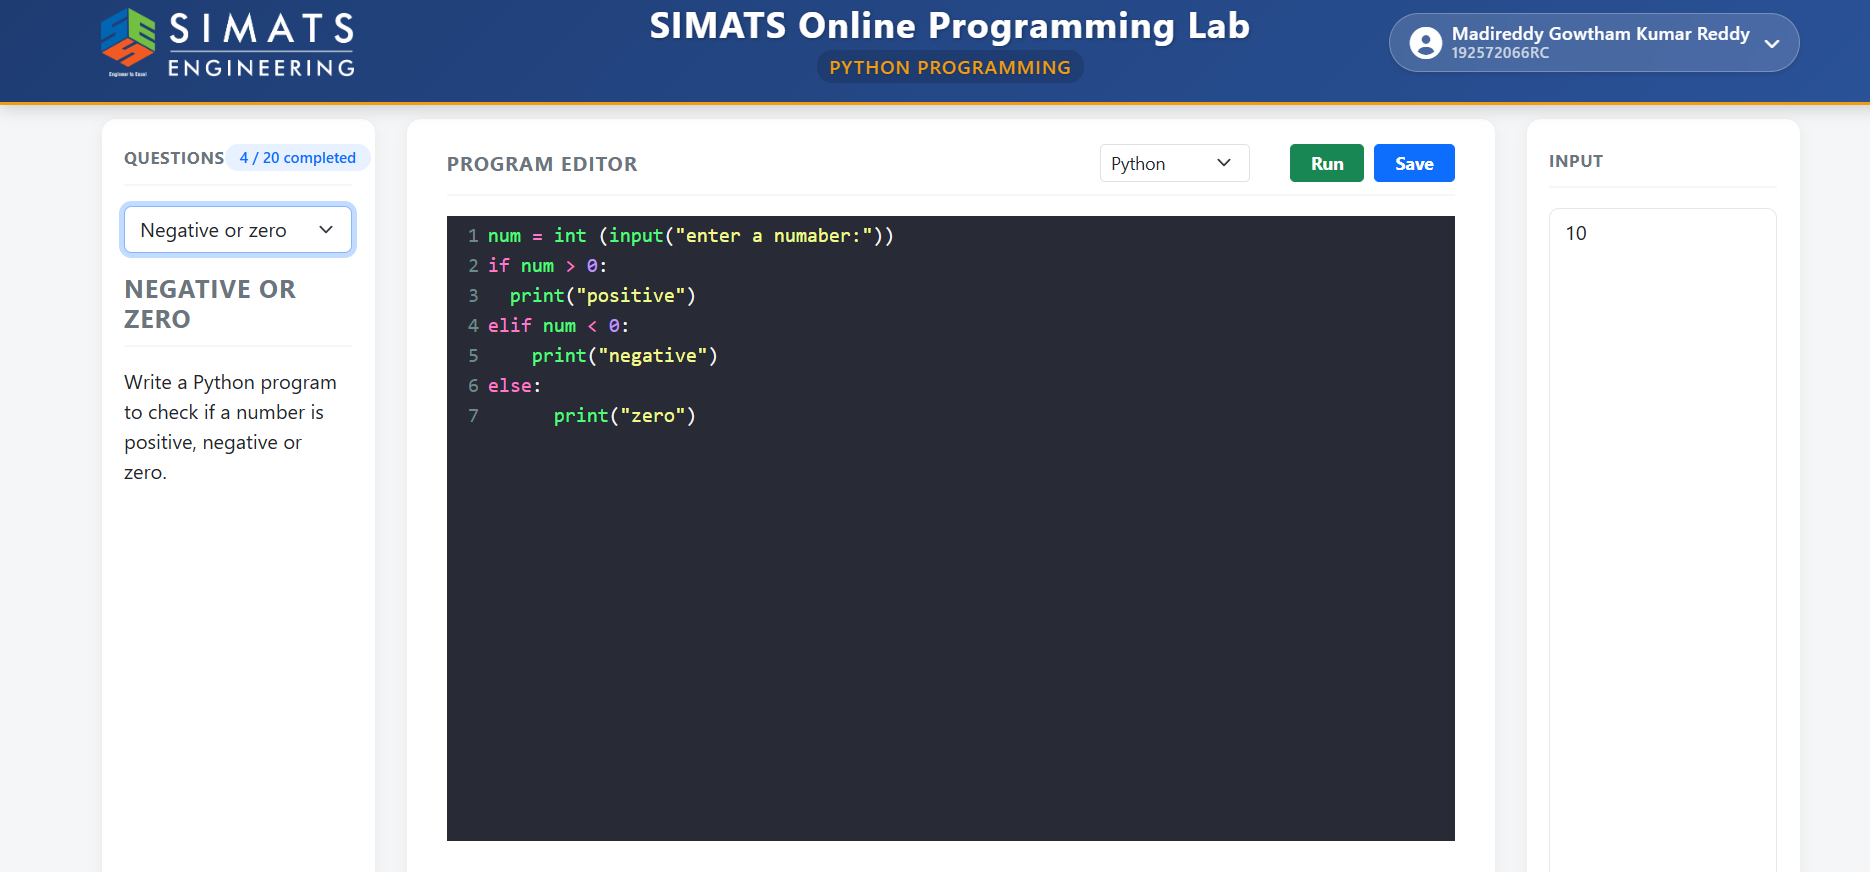 SIMATS
ENGINEERING
Engineer to Excel
SIMATS Online Programming Lab
PYTHON PROGRAMMING
Madireddy Gowtham Kumar Reddy
192572066RC
QUESTIONS
4 / 20 completed
Negative or zero
NEGATIVE OR
ZERO
Write a Python program
to check if a number is
positive, negative or
zero.
PROGRAM EDITOR
Python
Run
Save
1 num = int (input("enter a numaber:"))
2 if num > 0:
3   print("positive")
4 elif num < 0:
5     print("negative")
6 else:
7       print("zero")
INPUT
10